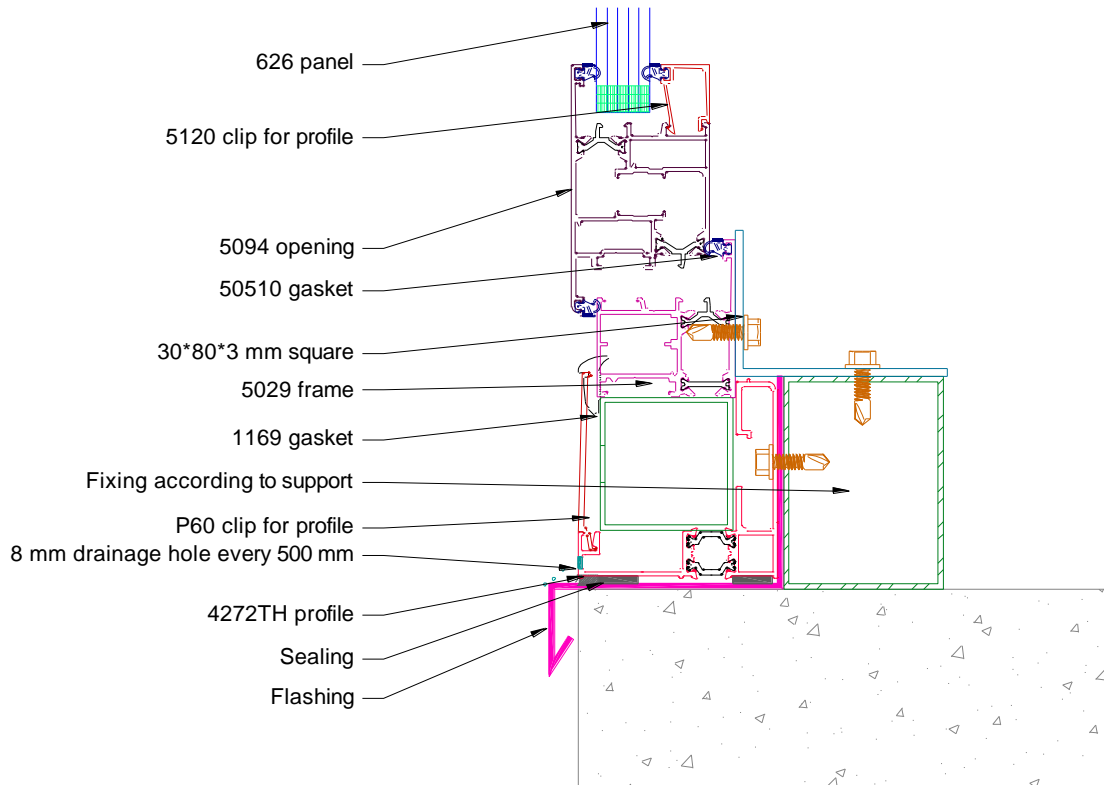 626 panel
5120 clip for profile
5094 opening
50510 gasket
30*80*3 mm square
5029 frame
1169 gasket
Fixing according to support
P60 clip for profile
8 mm drainage hole every 500 mm
4272TH profile
Sealing
Flashing